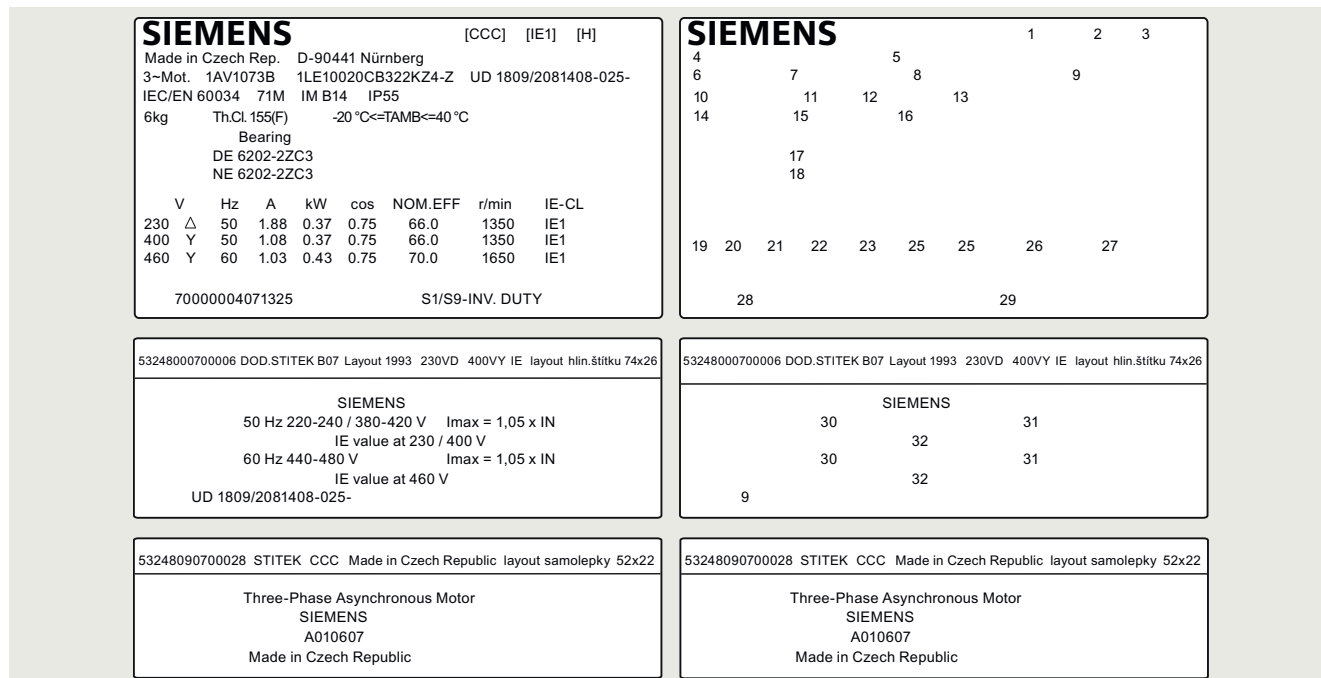 SIEMENS [CCC] [IE1] [H]
Made in Czech Rep. D-90441 Nürnberg
3~Mot. 1AV1073B 1LE10020CB322KZ4-Z UD 1809/2081408-025-
IEC/EN 60034 71M IM B14 IP55
6kg Th.Cl. 155(F) -20 °C<=TAMB<=40 °C
Bearing
DE 6202-2ZC3
NE 6202-2ZC3
V Hz A kW cos NOM.EFF r/min IE-CL
230 △ 50 1.88 0.37 0.75 66.0 1350 IE1
400 Y 50 1.08 0.37 0.75 66.0 1350 IE1
460 Y 60 1.03 0.43 0.75 70.0 1650 IE1
70000004071325 S1/S9-INV. DUTY
SIEMENS 1 2 3
4 5
6 7 8 9
10 11 12 13
14 15 16
17
18
19 20 21 22 23 25 25 26 27
28 29
53248000700006 DOD.STITEK B07 Layout 1993 230VD 400VY IE layout hlin.štítku 74x26
SIEMENS
50 Hz 220-240 / 380-420 V Imax = 1,05 x IN
IE value at 230 / 400 V
60 Hz 440-480 V Imax = 1,05 x IN
IE value at 460 V
UD 1809/2081408-025-
53248000700006 DOD.STITEK B07 Layout 1993 230VD 400VY IE layout hlin.štítku 74x26
SIEMENS
30 31
32
30 31
32
9
53248090700028 STITEK CCC Made in Czech Republic layout samolepky 52x22
Three-Phase Asynchronous Motor
SIEMENS
A010607
Made in Czech Republic
53248090700028 STITEK CCC Made in Czech Republic layout samolepky 52x22
Three-Phase Asynchronous Motor
SIEMENS
A010607
Made in Czech Republic